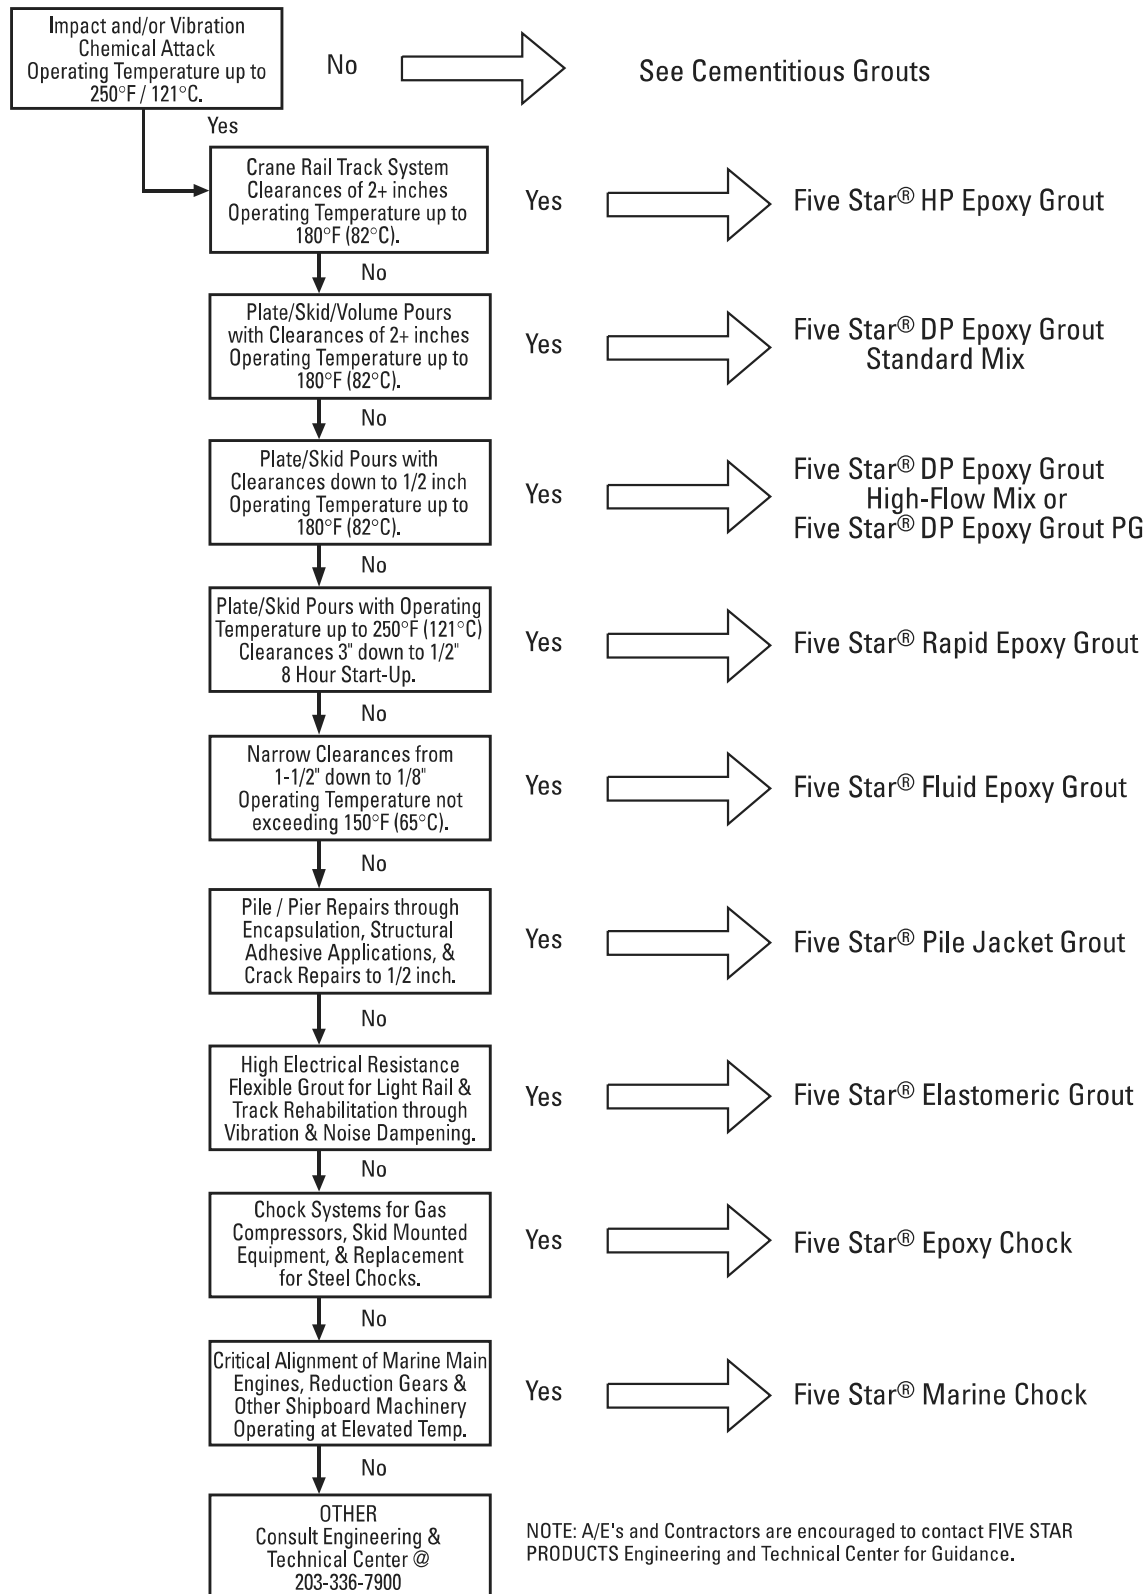 Impact and/or Vibration
Chemical Attack
Operating Temperature up to
250°F / 121°C.
No
See Cementitious Grouts
Yes
Crane Rail Track System
Clearances of 2+ inches
Operating Temperature up to
180°F (82°C).
Yes
Five Star® HP Epoxy Grout
No
Plate/Skid/Volume Pours
with Clearances of 2+ inches
Operating Temperature up to
180°F (82°C).
Yes
Five Star® DP Epoxy Grout
Standard Mix
No
Plate/Skid Pours with
Clearances down to 1/2 inch
Operating Temperature up to
180°F (82°C).
Yes
Five Star® DP Epoxy Grout
High-Flow Mix or
Five Star® DP Epoxy Grout PG
No
Plate/Skid Pours with Operating
Temperature up to 250°F (121°C)
Clearances 3" down to 1/2"
8 Hour Start-Up.
Yes
Five Star® Rapid Epoxy Grout
No
Narrow Clearances from
1-1/2" down to 1/8"
Operating Temperature not
exceeding 150°F (65°C).
Yes
Five Star® Fluid Epoxy Grout
No
Pile / Pier Repairs through
Encapsulation, Structural
Adhesive Applications, &
Crack Repairs to 1/2 inch.
Yes
Five Star® Pile Jacket Grout
No
High Electrical Resistance
Flexible Grout for Light Rail &
Track Rehabilitation through
Vibration & Noise Dampening.
Yes
Five Star® Elastomeric Grout
No
Chock Systems for Gas
Compressors, Skid Mounted
Equipment, & Replacement
for Steel Chocks.
Yes
Five Star® Epoxy Chock
No
Critical Alignment of Marine Main
Engines, Reduction Gears &
Other Shipboard Machinery
Operating at Elevated Temp.
Yes
Five Star® Marine Chock
No
OTHER
Consult Engineering &
Technical Center @
203-336-7900
NOTE: A/E's and Contractors are encouraged to contact FIVE STAR
PRODUCTS Engineering and Technical Center for Guidance.